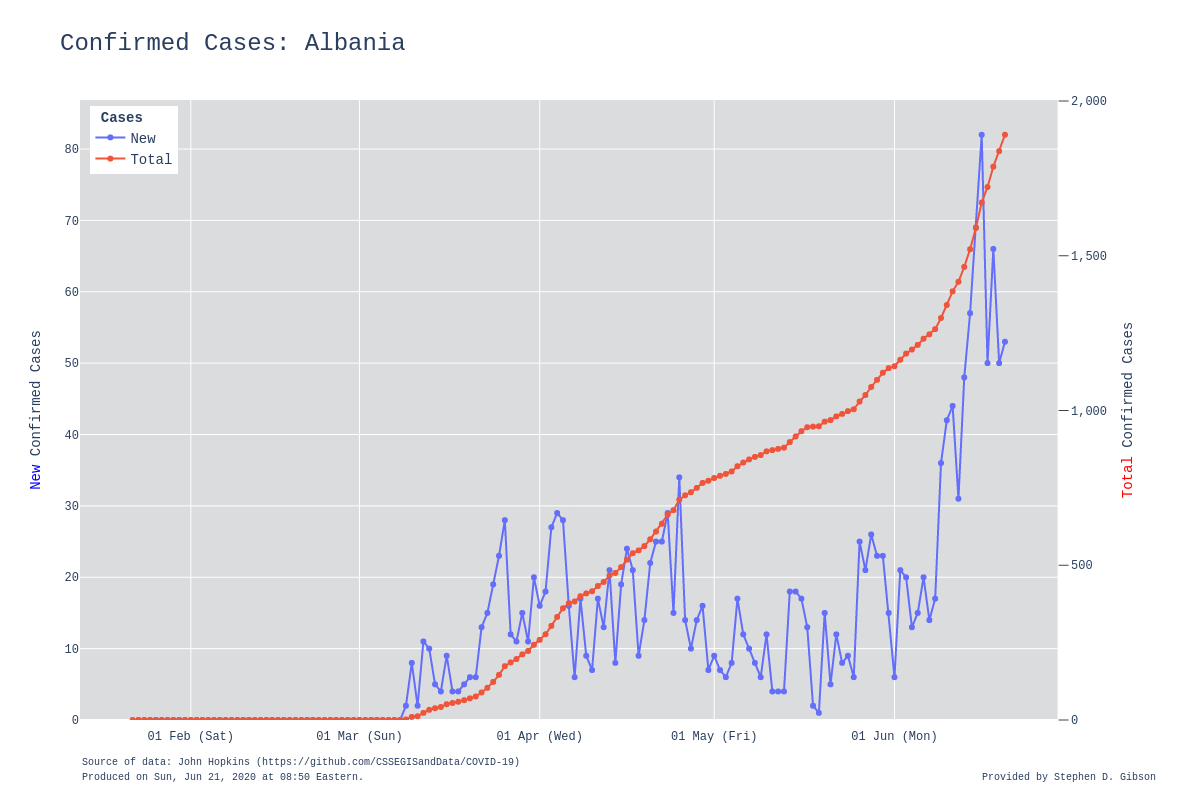 Confirmed Cases: Albania
Cases
New
Total
80
70
60
50
40
30
20
10
0
New Confirmed Cases
2,000
1,500
1,000
500
0
Total Confirmed Cases
01 Feb (Sat)
01 Mar (Sun)
01 Apr (Wed)
01 May (Fri)
01 Jun (Mon)
Source of data: John Hopkins (https://github.com/CSSEGISandData/COVID-19)
Produced on Sun, Jun 21, 2020 at 08:50 Eastern.
Provided by Stephen D. Gibson